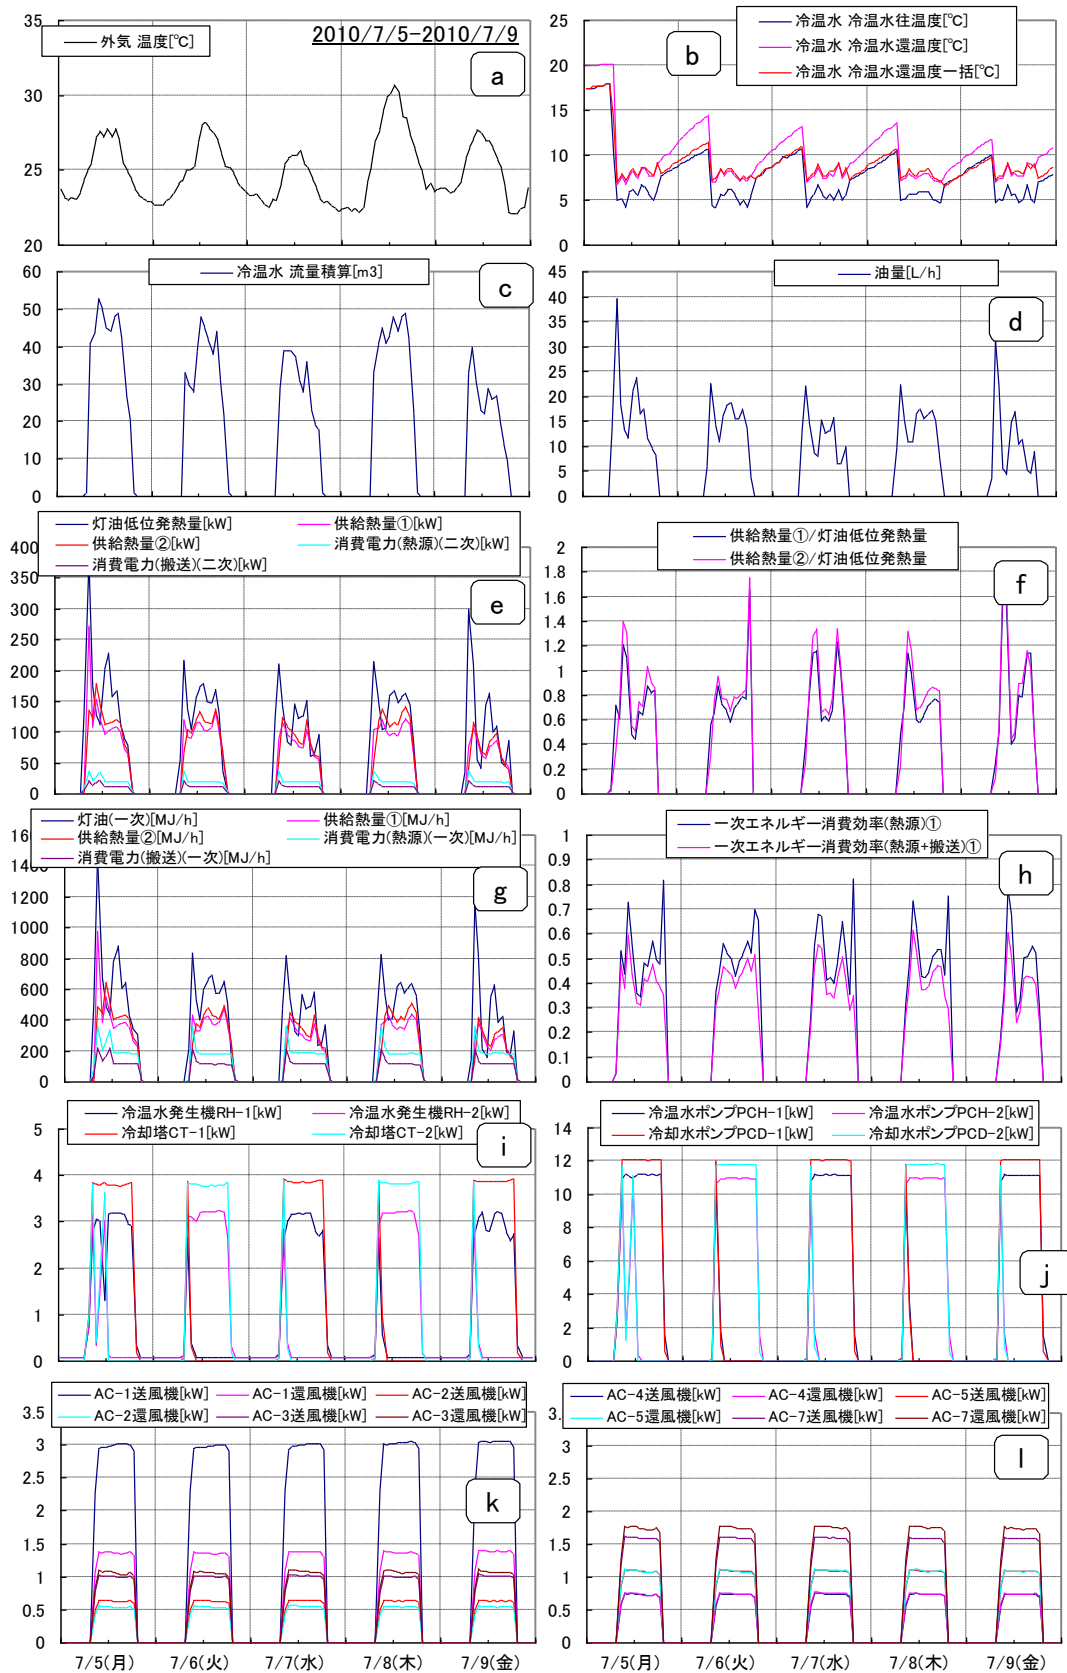 2010/7/5-2010/7/9
外気 温度[℃]
a
35
30
25
20
冷温水 冷温水往温度[℃]
冷温水 冷温水還温度[℃]
冷温水 冷温水還温度一括[℃]
b
25
20
15
10
5
0
冷温水 流量積算[m3]
c
60
50
40
30
20
10
0
油量[L/h]
d
45
40
35
30
25
20
15
10
5
0
灯油低位発熱量[kW] 供給熱量①[kW]
供給熱量②[kW] 消費電力(熱源)(二次)[kW]
消費電力(搬送)(二次)[kW]
e
400
350
300
250
200
150
100
50
0
供給熱量①/灯油低位発熱量
供給熱量②/灯油低位発熱量
f
2
1.8
1.6
1.4
1.2
1
0.8
0.6
0.4
0.2
0
灯油(一次)[MJ/h] 供給熱量①[MJ/h]
供給熱量②[MJ/h] 消費電力(熱源)(一次)[MJ/h]
消費電力(搬送)(一次)[MJ/h]
g
1200
1000
800
600
400
200
0
一次エネルギー消費効率(熱源)①
一次エネルギー消費効率(熱源+搬送)①
h
1
0.9
0.8
0.7
0.6
0.5
0.4
0.3
0.2
0.1
0
冷温水発生機RH-1[kW] 冷温水発生機RH-2[kW]
冷却塔CT-1[kW] 冷却塔CT-2[kW]
i
5
4
3
2
1
0
冷温水ポンプPCH-1[kW] 冷温水ポンプPCH-2[kW]
冷却水ポンプPCD-1[kW] 冷却水ポンプPCD-2[kW]
j
14
12
10
8
6
4
2
0
AC-1送風機[kW] AC-1還風機[kW] AC-2送風機[kW]
AC-2還風機[kW] AC-3送風機[kW] AC-3還風機[kW]
k
3.5
3
2.5
2
1.5
1
0.5
0
7/5(月) 7/6(火) 7/7(水) 7/8(木) 7/9(金)
AC-4送風機[kW] AC-4還風機[kW] AC-5送風機[kW]
AC-5還風機[kW] AC-7送風機[kW] AC-7還風機[kW]
l
3
2.5
2
1.5
1
0.5
0
7/5(月) 7/6(火) 7/7(水) 7/8(木) 7/9(金)